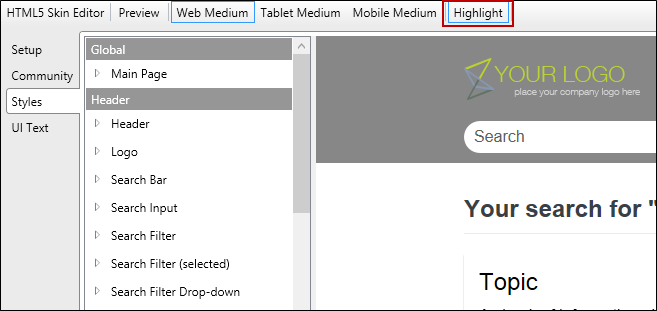 HTML5 Skin Editor Preview Web Medium Tablet Medium Mobile Medium Highlight
Setup
Community
Styles
UI Text
Global
Main Page
Header
Header
Logo
Search Bar
Search Input
Search Filter
Search Filter (selected)
Search Filter Drop-down
YOUR LOGO
place your company logo here
Search
Your search for "
Topic